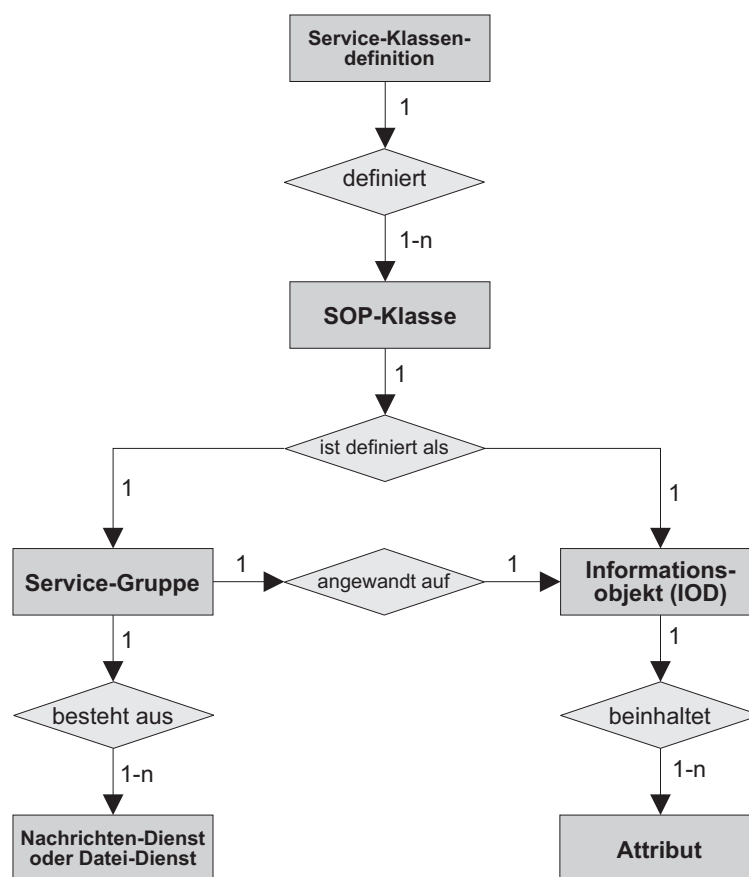 Service-Klassen-
definition
1
definiert
1-n
SOP-Klasse
1
ist definiert als
1
1
Service-Gruppe
1
angewandt auf
1
Informations-
objekt (IOD)
1
1
besteht aus
beinhaltet
1-n
1-n
Nachrichten-Dienst
oder Datei-Dienst
Attribut